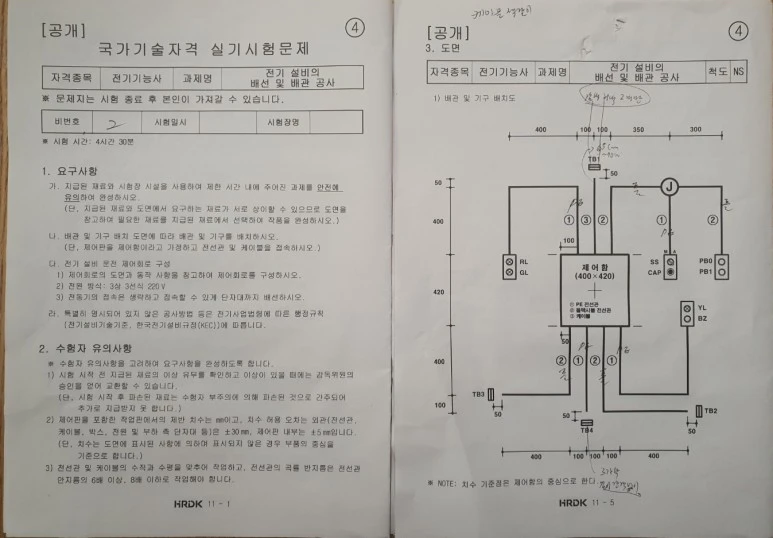 [공개]
④
국가기술자격 실기시험문제
자격종목 전기기능사 과제명 전기 설비의 배선 및 배관 공사
※ 문제지는 시험 종료 후 본인이 가져갈 수 있습니다.
비번호 2 시험일시 시험장명
※ 시험 시간: 4시간 30분
1. 요구사항
가. 지급된 재료와 시험장 시설을 사용하여 제한 시간 내에 주어진 과제를 안전에
유의하여 완성하시오.
(단, 지급된 재료와 도면에서 요구하는 재료가 서로 상이할 수 있으므로 도면을
참고하여 필요한 재료를 지급된 재료에서 선택하여 작품을 완성하시오.)
나. 배관 및 기구 배치 도면에 따라 배관 및 기구를 배치하시오.
(단, 제어판을 제어함이라고 가정하고 전선관 및 케이블을 접속하시오.)
다. 전기 설비 운전 제어회로 구성
1) 제어회로의 도면과 동작 사항을 참고하여 제어회로를 구성하시오.
2) 전원 방식: 3상 3선식 220V
3) 전동기의 접속은 생략하고 접속할 수 있게 단자대까지 배선하시오.
라. 특별히 명시되어 있지 않은 공사방법 등은 전기사업법령에 따른 행정규칙
(전기설비기술기준, 한국전기설비규정(KEC))에 따릅니다.
2. 수험자 유의사항
※ 수험자 유의사항을 고려하여 요구사항을 완성하도록 합니다.
1) 시험 시작 전 지급된 재료의 이상 유무를 확인하고 이상이 있을 때에는 감독위원의
승인을 얻어 교환할 수 있습니다.
(단, 시험 시작 후 파손된 재료는 수험자 부주의에 의해 파손된 것으로 간주되어
추가로 지급받지 못 합니다.)
2) 제어판을 포함한 작업판에서의 제반 치수는 mm이고, 치수 허용 오차는 외관(전선관,
케이블, 박스, 전원 및 부하 측 단자대 등)은 ±30mm, 제어판 내부는 ±5mm입니다.
(단, 치수는 도면에 표시된 사항에 의하며 표시되지 않은 경우 부품의 중심을
기준으로 합니다.)
3) 전선관 및 케이블의 수직과 수평을 맞추어 작업하고, 전선관의 곡률 반지름은 전선관
안지름의 6배 이상, 8배 이하로 작업해야 합니다.
HRDK 11 - 1
[공개]
④
3. 도면
자격종목 전기기능사 과제명 전기 설비의 배선 및 배관 공사 척도 NS
1) 배관 및 기구 배치도
400 100 100 350 300
TB1
50
50
J
400
① ③ ② ① ②
100
RL
GL
제어함
(400×420)
M A
SS
CAP
PB0
PB1
420
① PE 전선관
② 플렉시블 전선관
③ 케이블
YL
BZ
50
400
② ① ② ①
TB3
100
50
50
TB4
TB2
50
400 100 100 100 400
※ NOTE: 치수 기준점은 제어함의 중심으로 한다.
HRDK 11 - 5